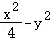 x²/4 - y²